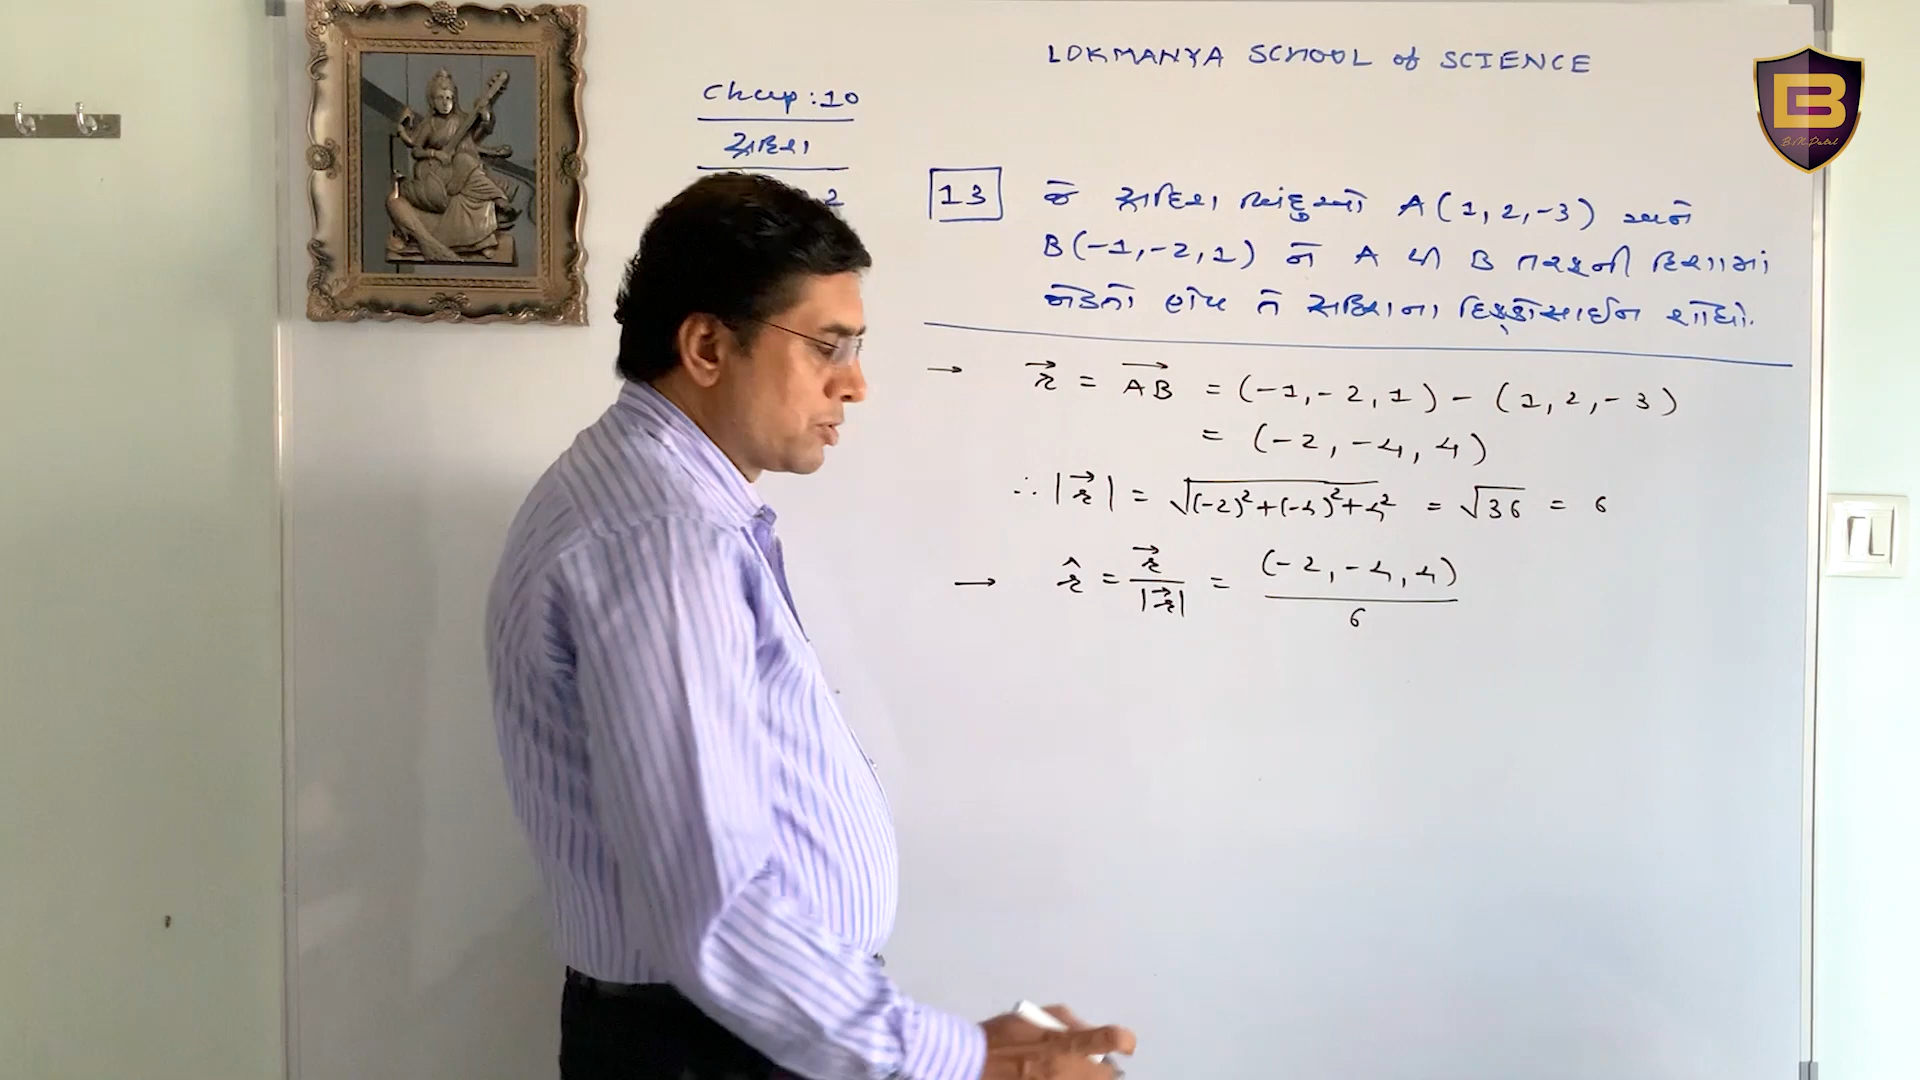 LOKMANYA SCHOOL of SCIENCE
Chap : 10
સદિશ
2
13 જે સદિશ બિંદુઓ A(1, 2, -3) અને
B(-1, -2, 1) ને A થી B તરફની દિશામાં
જોડતો હોય તે સદિશના દિક્કોસાઈન શોધો.
→ r⃗ = AB⃗ = (-1, -2, 1) - (1, 2, -3)
= (-2, -4, 4)
∴ |r⃗| = √((-2)²+(-4)²+4²) = √36 = 6
→ r̂ = r⃗/|r⃗| = (-2, -4, 4)/6
B
B.M.Patel